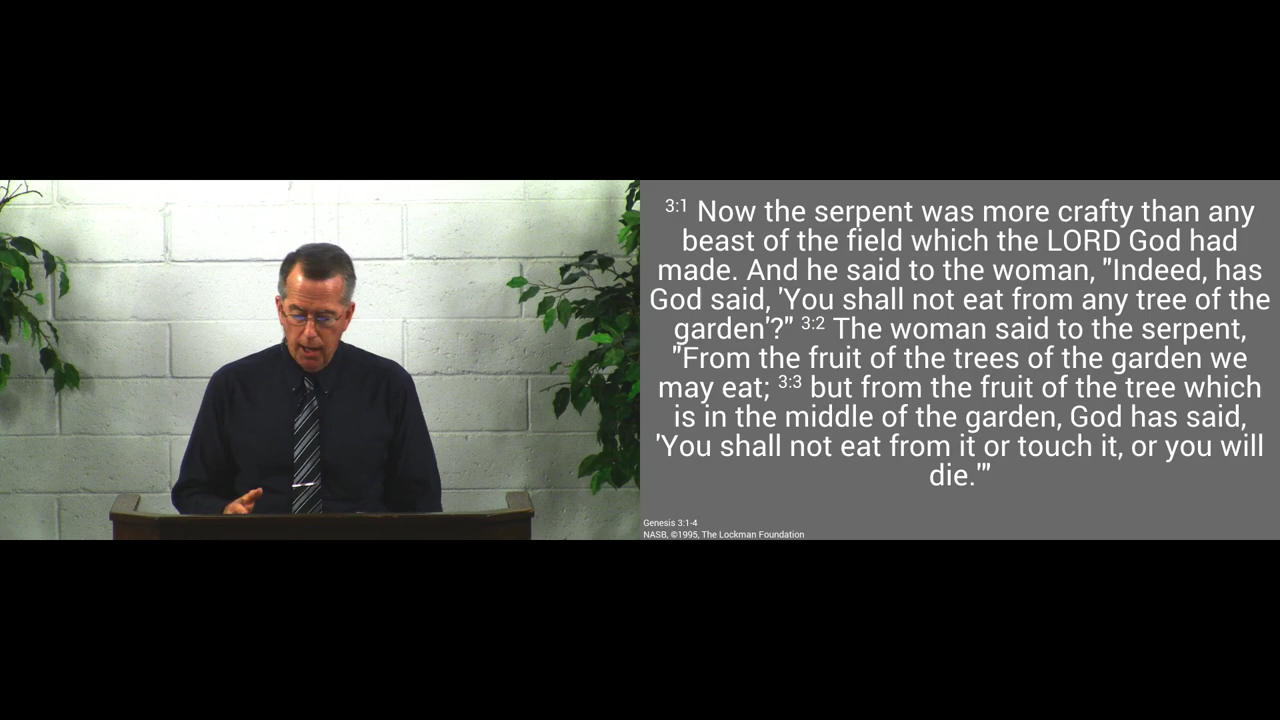 3:1 Now the serpent was more crafty than any
beast of the field which the LORD God had
made. And he said to the woman, "Indeed, has
God said, 'You shall not eat from any tree of the
garden'?" 3:2 The woman said to the serpent,
"From the fruit of the trees of the garden we
may eat; 3:3 but from the fruit of the tree which
is in the middle of the garden, God has said,
'You shall not eat from it or touch it, or you will
die.'"
Genesis 3:1-4
NASB, ©1995, The Lockman Foundation